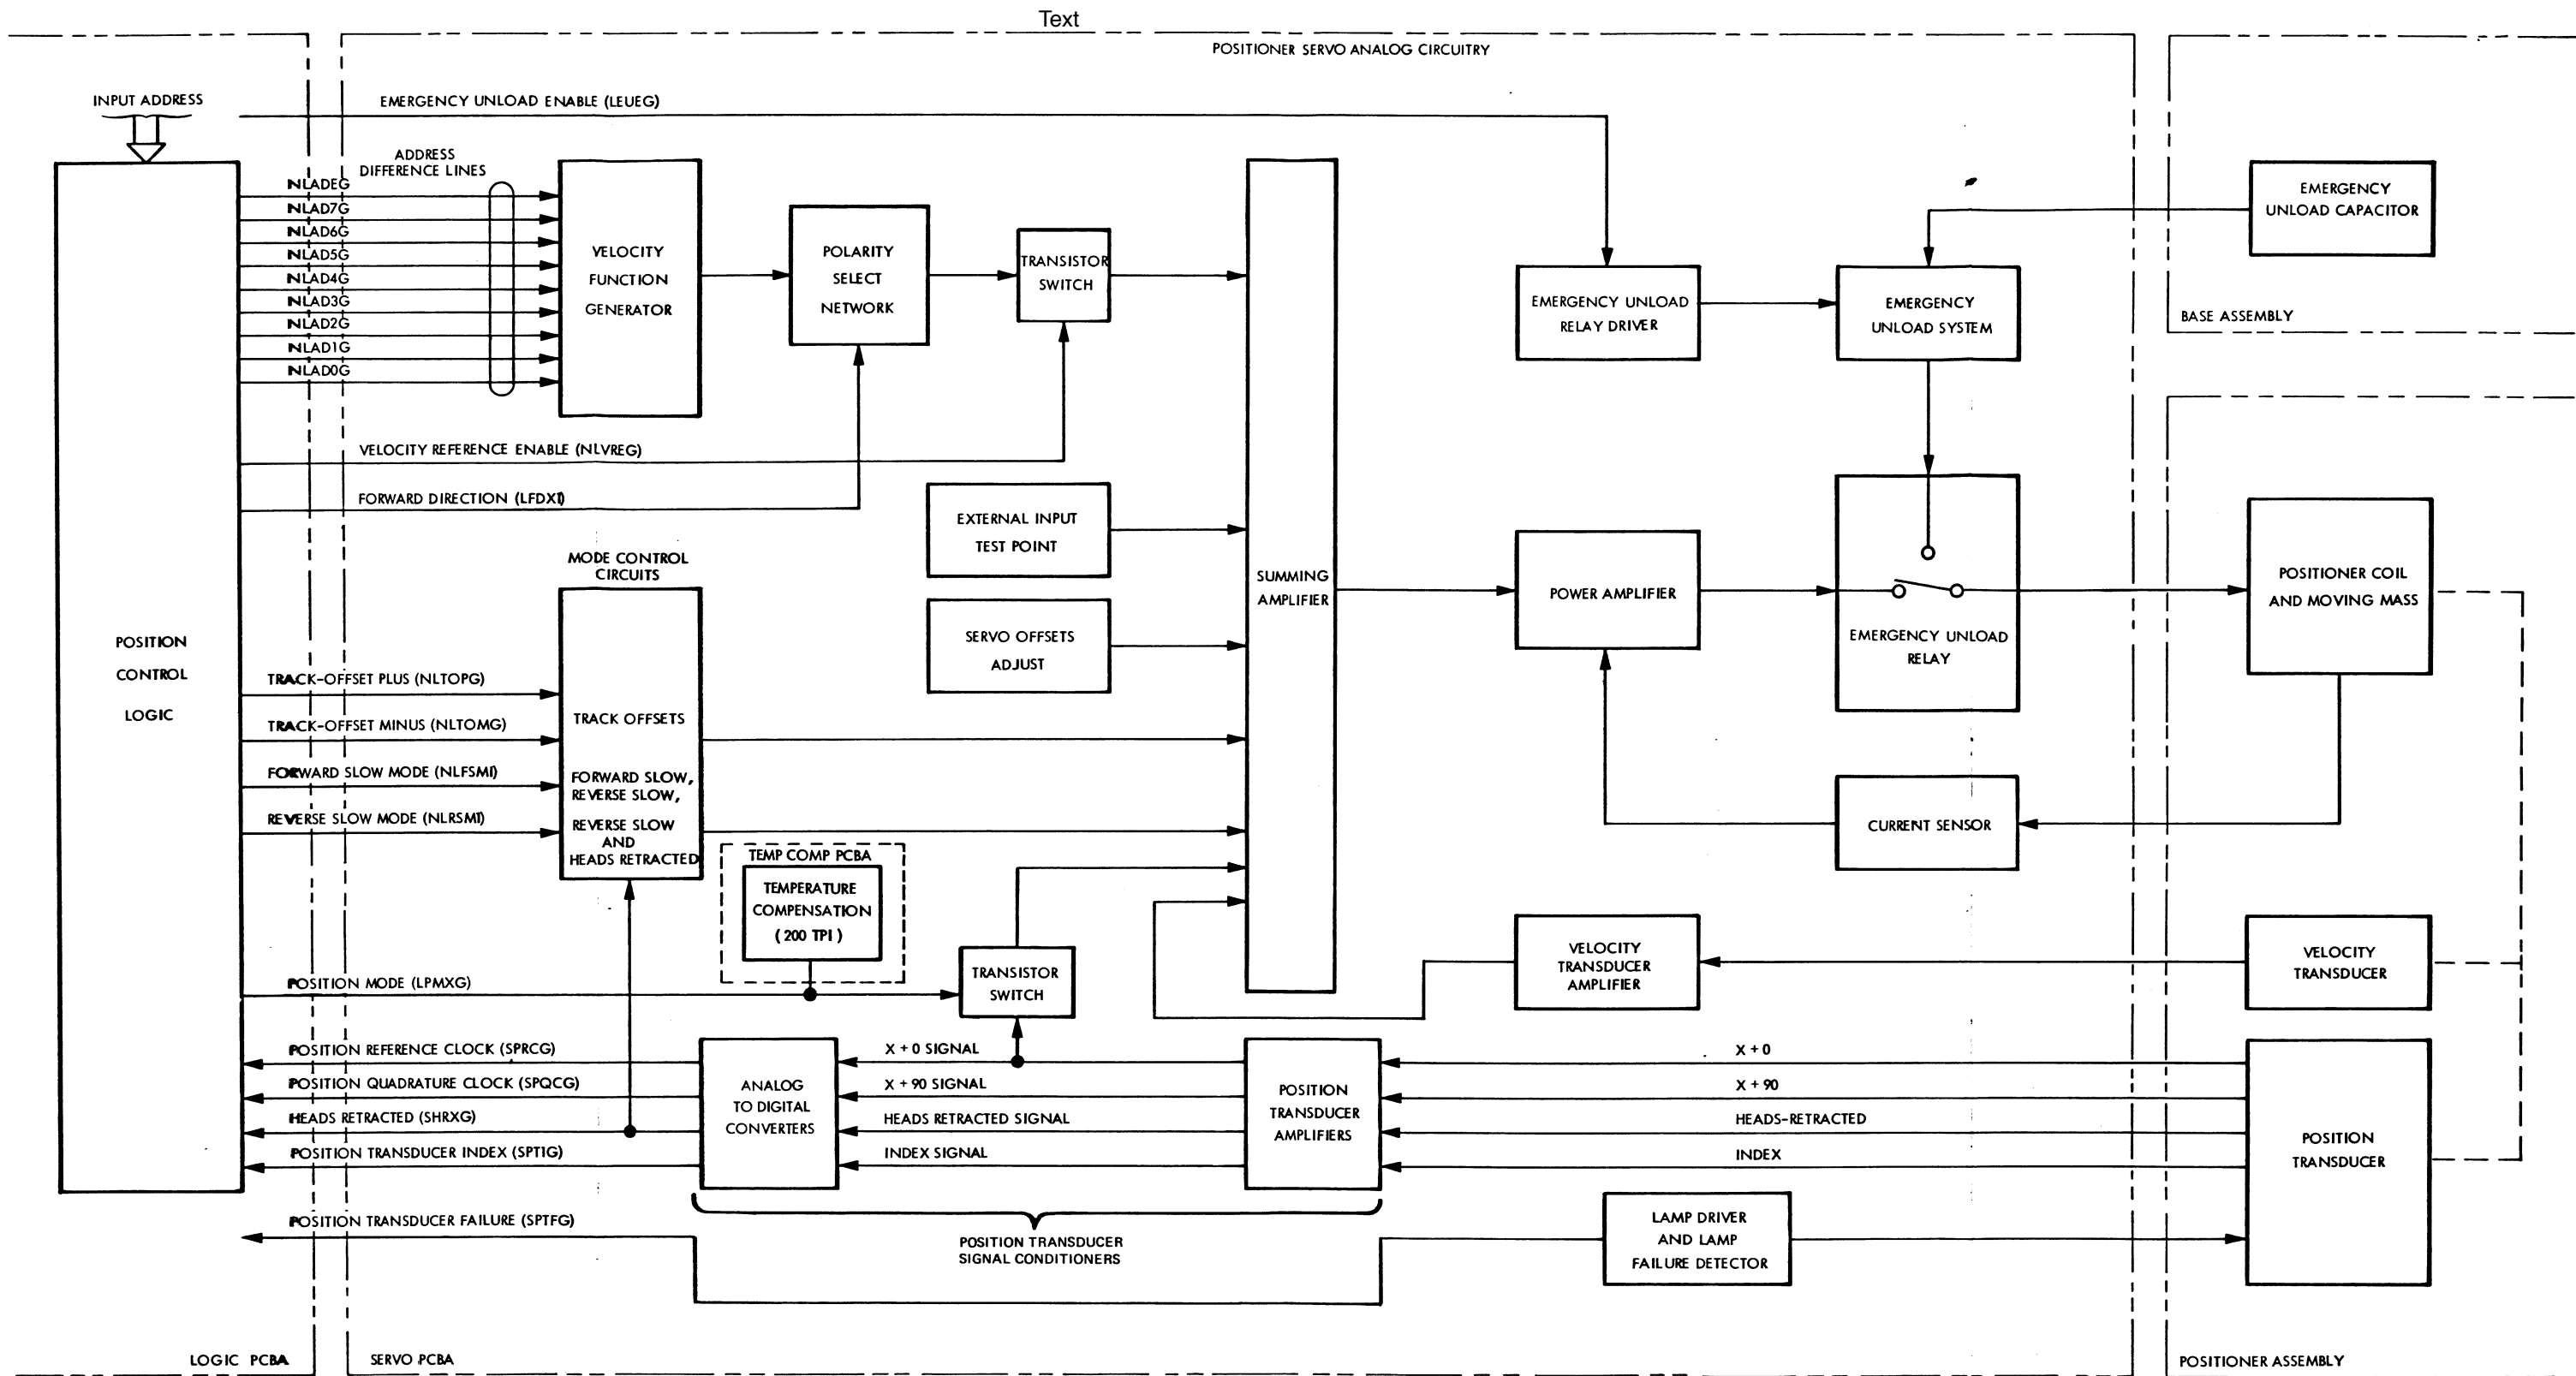 Text
POSITIONER SERVO ANALOG CIRCUITRY
INPUT ADDRESS
EMERGENCY UNLOAD ENABLE (LEUEG)
ADDRESS
DIFFERENCE LINES
NLADEG
NLAD7G
NLAD6G
NLAD5G
NLAD4G
NLAD3G
NLAD2G
NLAD1G
NLAD0G
VELOCITY
FUNCTION
GENERATOR
POLARITY
SELECT
NETWORK
TRANSISTOR
SWITCH
EMERGENCY UNLOAD
RELAY DRIVER
EMERGENCY
UNLOAD SYSTEM
EMERGENCY
UNLOAD CAPACITOR
BASE ASSEMBLY
VELOCITY REFERENCE ENABLE (NLVREG)
FORWARD DIRECTION (LFDXI)
EXTERNAL INPUT
TEST POINT
SERVO OFFSETS
ADJUST
SUMMING
AMPLIFIER
POWER AMPLIFIER
EMERGENCY UNLOAD
RELAY
POSITIONER COIL
AND MOVING MASS
POSITION
CONTROL
LOGIC
MODE CONTROL
CIRCUITS
TRACK-OFFSET PLUS (NLTOPG)
TRACK-OFFSET MINUS (NLTOMG)
FORWARD SLOW MODE (NLFSMI)
REVERSE SLOW MODE (NLRSMI)
TRACK OFFSETS
FORWARD SLOW,
REVERSE SLOW,
REVERSE SLOW
AND
HEADS RETRACTED
TEMP COMP PCBA
TEMPERATURE
COMPENSATION
( 200 TPI )
CURRENT SENSOR
POSITION MODE (LPMXG)
TRANSISTOR
SWITCH
VELOCITY
TRANSDUCER
AMPLIFIER
VELOCITY
TRANSDUCER
POSITION REFERENCE CLOCK (SPRCG)
POSITION QUADRATURE CLOCK (SPQCG)
HEADS RETRACTED (SHRXG)
POSITION TRANSDUCER INDEX (SPTIG)
ANALOG
TO DIGITAL
CONVERTERS
X + 0 SIGNAL
X + 90 SIGNAL
HEADS RETRACTED SIGNAL
INDEX SIGNAL
POSITION
TRANSDUCER
AMPLIFIERS
X + 0
X + 90
HEADS-RETRACTED
INDEX
POSITION
TRANSDUCER
POSITION TRANSDUCER FAILURE (SPTFG)
POSITION TRANSDUCER
SIGNAL CONDITIONERS
LAMP DRIVER
AND LAMP
FAILURE DETECTOR
LOGIC PCBA
SERVO PCBA
POSITIONER ASSEMBLY